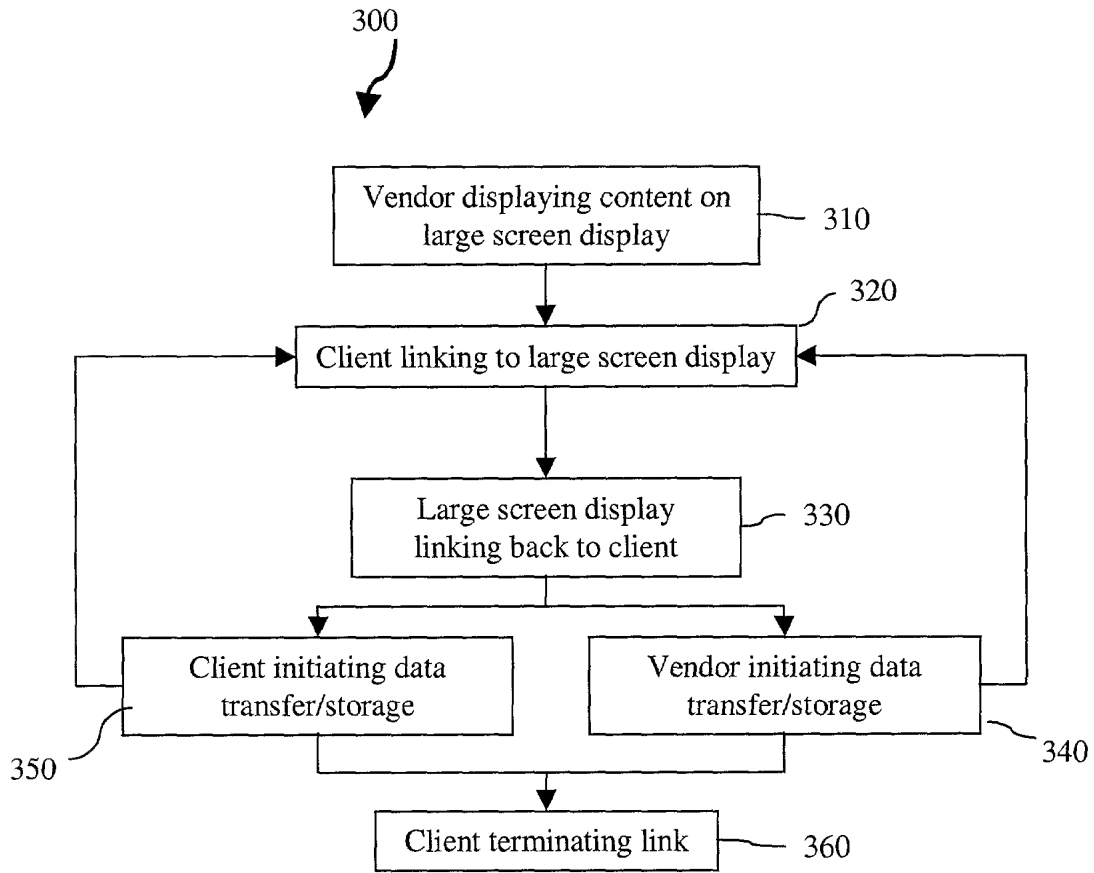 300
Vendor displaying content on
large screen display
310
320
Client linking to large screen display
Large screen display
linking back to client
330
Client initiating data
transfer/storage
350
Vendor initiating data
transfer/storage
340
Client terminating link
360